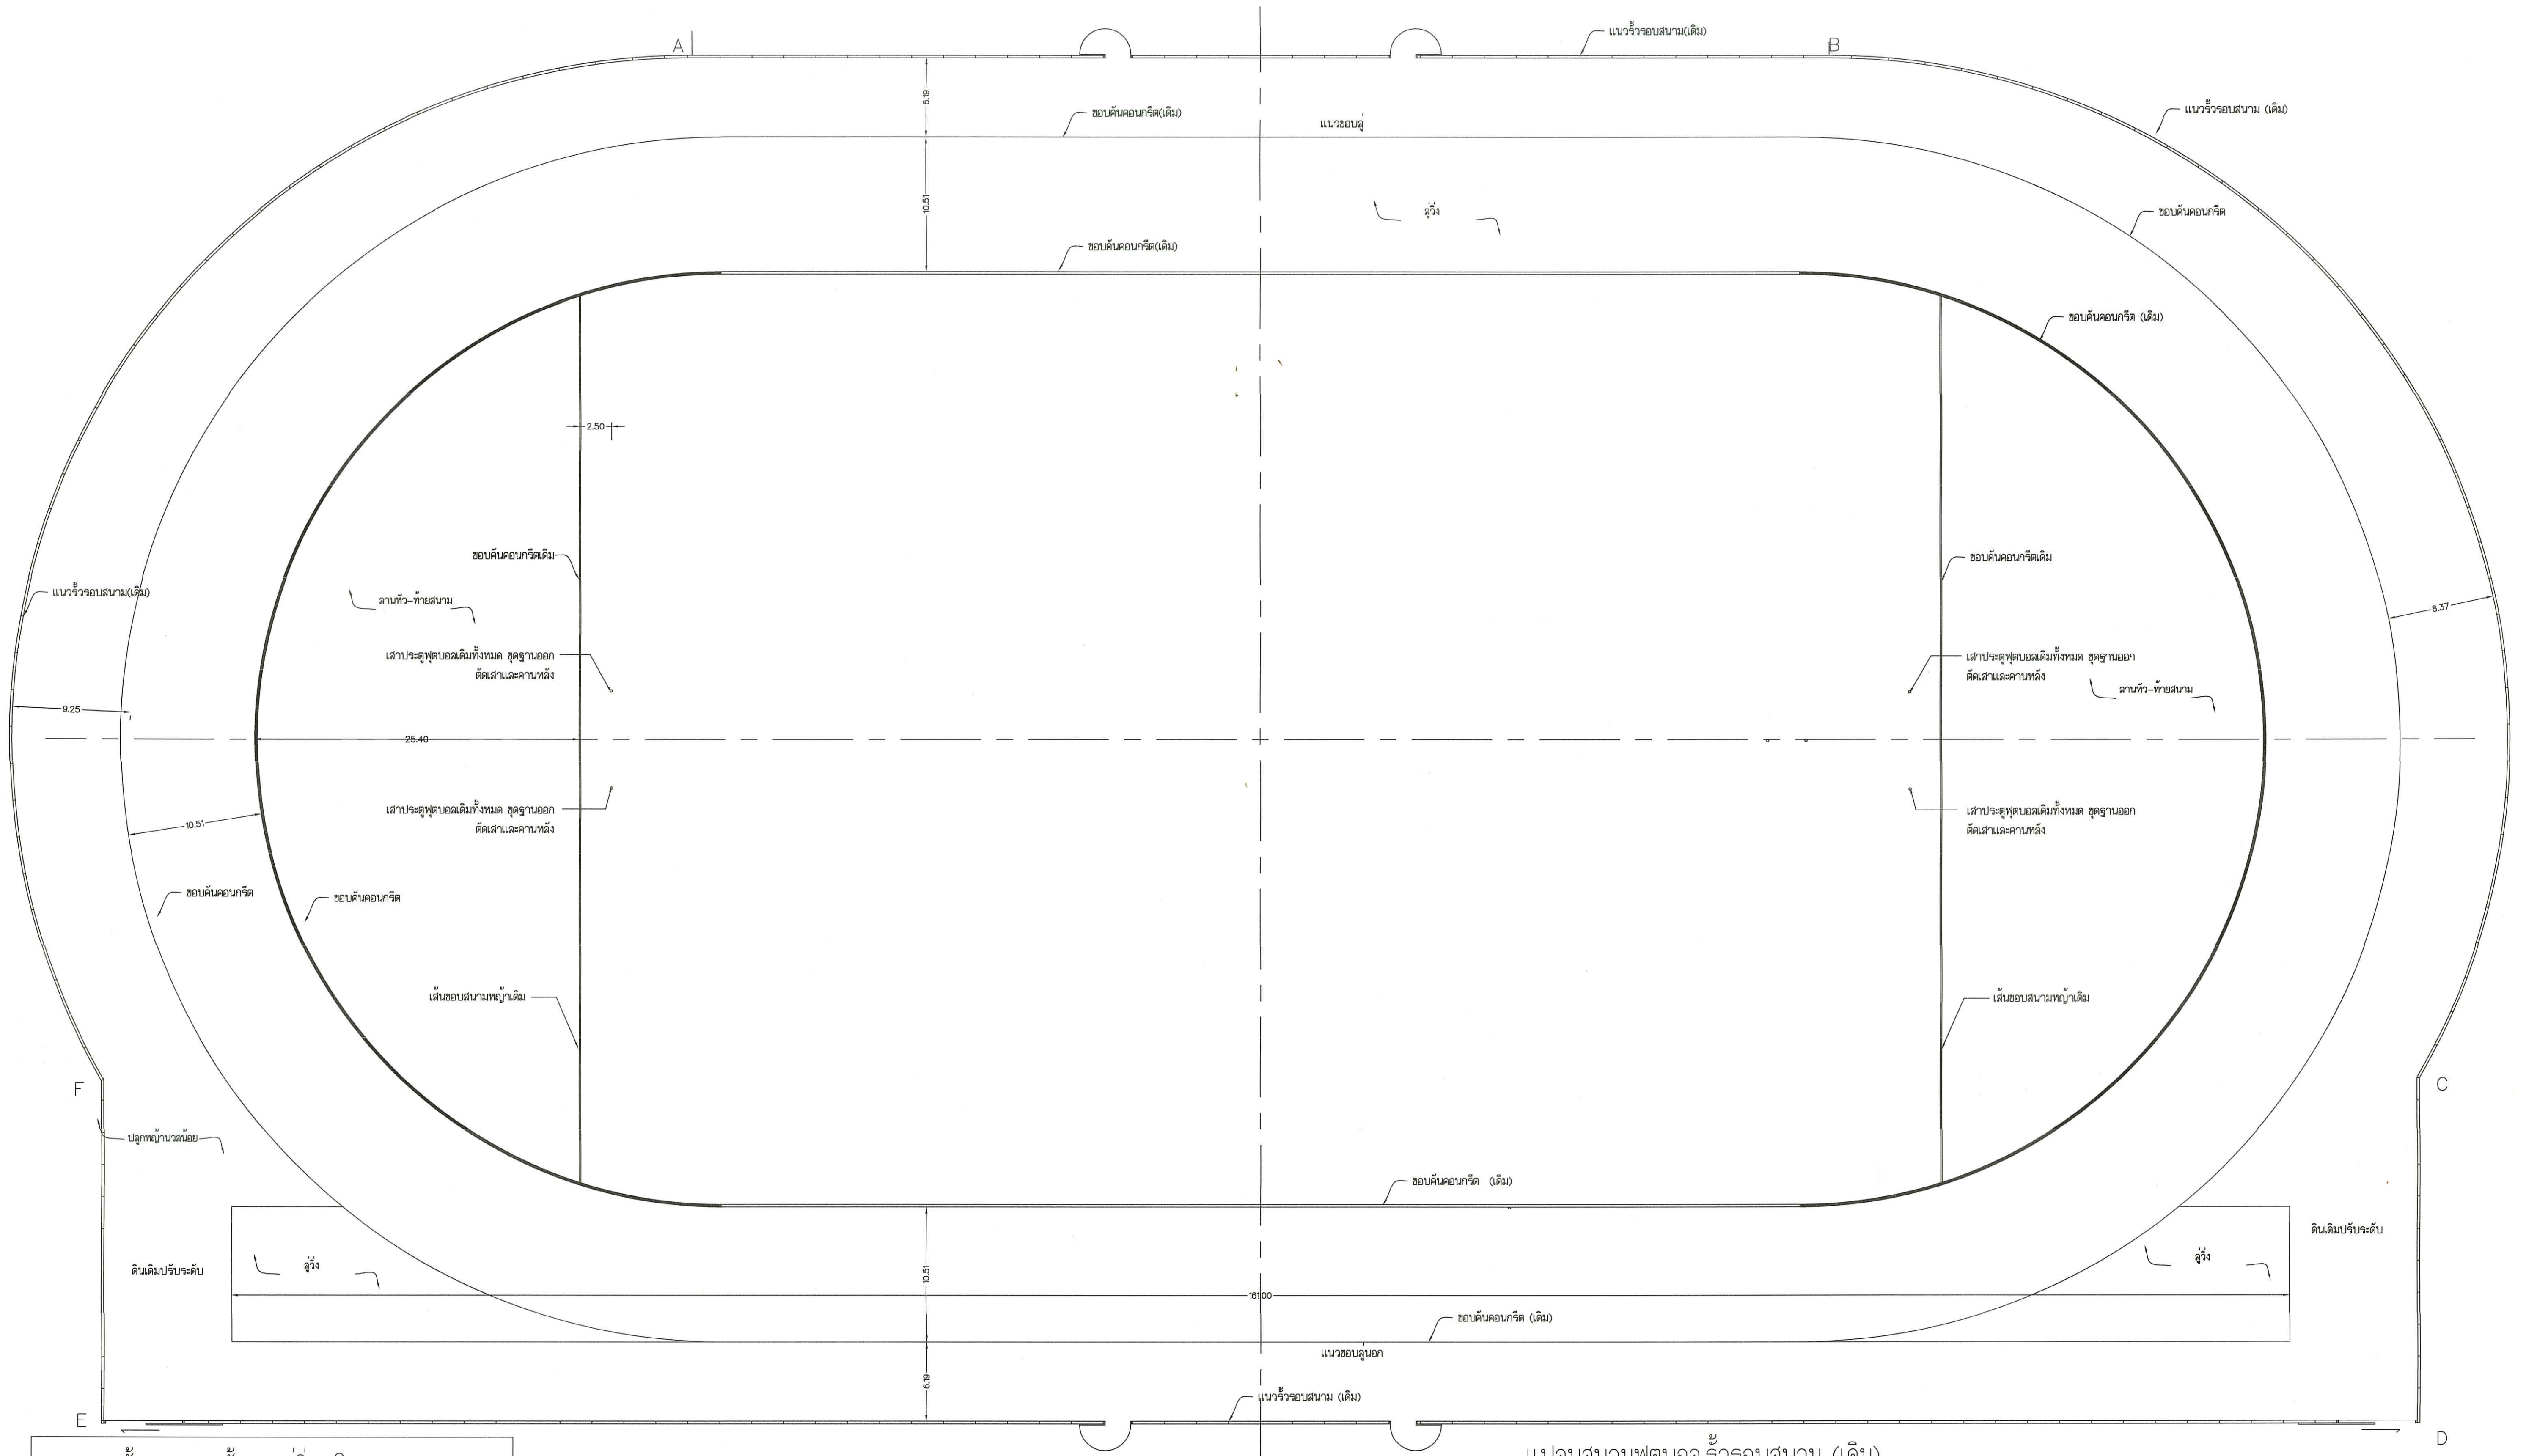 A
B
แนวรั้วรอบสนาม(เดิม)
แนวรั้วรอบสนาม (เดิม)
6.19
ขอบคันคอนกรีต(เดิม)
แนวขอบลู่
10.51
ลู่วิ่ง
ขอบคันคอนกรีต
ขอบคันคอนกรีต(เดิม)
ขอบคันคอนกรีต (เดิม)
2.50
ขอบคันคอนกรีตเดิม
ขอบคันคอนกรีตเดิม
แนวรั้วรอบสนาม(เดิม)
ลานหัว-ท้ายสนาม
8.37
เสาประตูฟุตบอลเดิมทั้งหมด ขุดฐานออก
ตัดเสาและคานหลัง
เสาประตูฟุตบอลเดิมทั้งหมด ขุดฐานออก
ตัดเสาและคานหลัง
ลานหัว-ท้ายสนาม
9.25
25.40
เสาประตูฟุตบอลเดิมทั้งหมด ขุดฐานออก
ตัดเสาและคานหลัง
เสาประตูฟุตบอลเดิมทั้งหมด ขุดฐานออก
ตัดเสาและคานหลัง
10.51
ขอบคันคอนกรีต
ขอบคันคอนกรีต
เส้นขอบสนามหญ้าเดิม
เส้นขอบสนามหญ้าเดิม
F
C
ปลูกหญ้านวลน้อย
ขอบคันคอนกรีต (เดิม)
ดินเดิมปรับระดับ
ลู่วิ่ง
10.51
ลู่วิ่ง
ดินเดิมปรับระดับ
161.00
ขอบคันคอนกรีต (เดิม)
แนวขอบลู่นอก
6.19
แนวรั้วรอบสนาม (เดิม)
E
D
แปลนสนามฟุตบอล,รั้วรอบสนาม (เดิม)